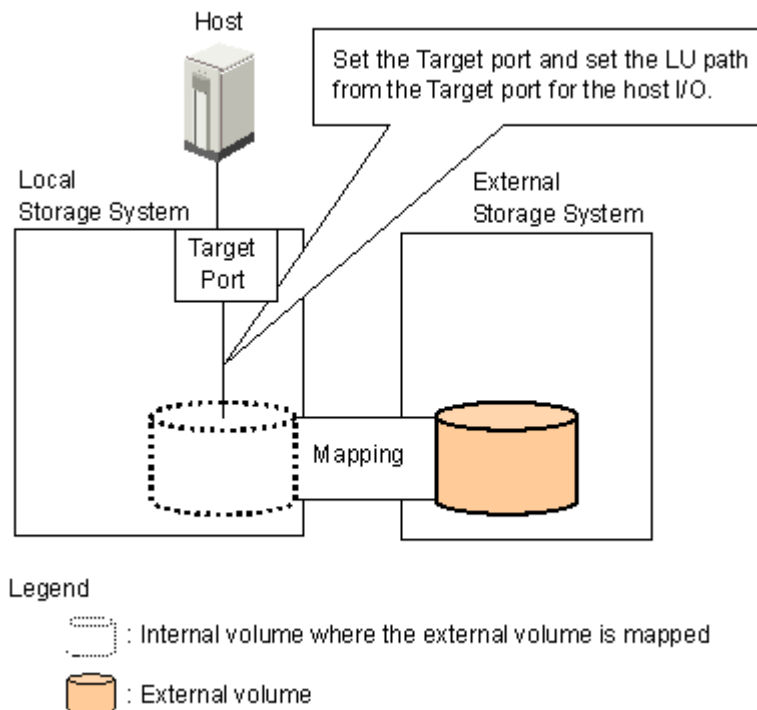 Host
Set the Target port and set the LU path
from the Target port for the host I/O.
Local
Storage System
External
Storage System
Target
Port
Mapping
Legend
: Internal volume where the external volume is mapped
: External volume